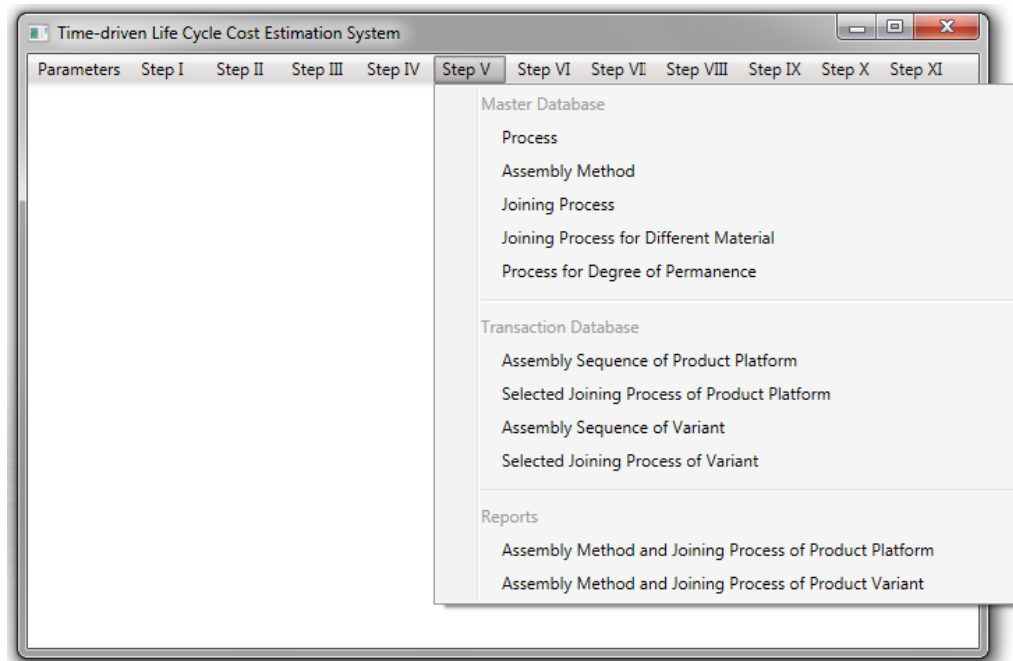 Time-driven Life Cycle Cost Estimation System
Parameters Step I Step II Step III Step IV Step V Step VI Step VII Step VIII Step IX Step X Step XI
Master Database
Process
Assembly Method
Joining Process
Joining Process for Different Material
Process for Degree of Permanence
Transaction Database
Assembly Sequence of Product Platform
Selected Joining Process of Product Platform
Assembly Sequence of Variant
Selected Joining Process of Variant
Reports
Assembly Method and Joining Process of Product Platform
Assembly Method and Joining Process of Product Variant